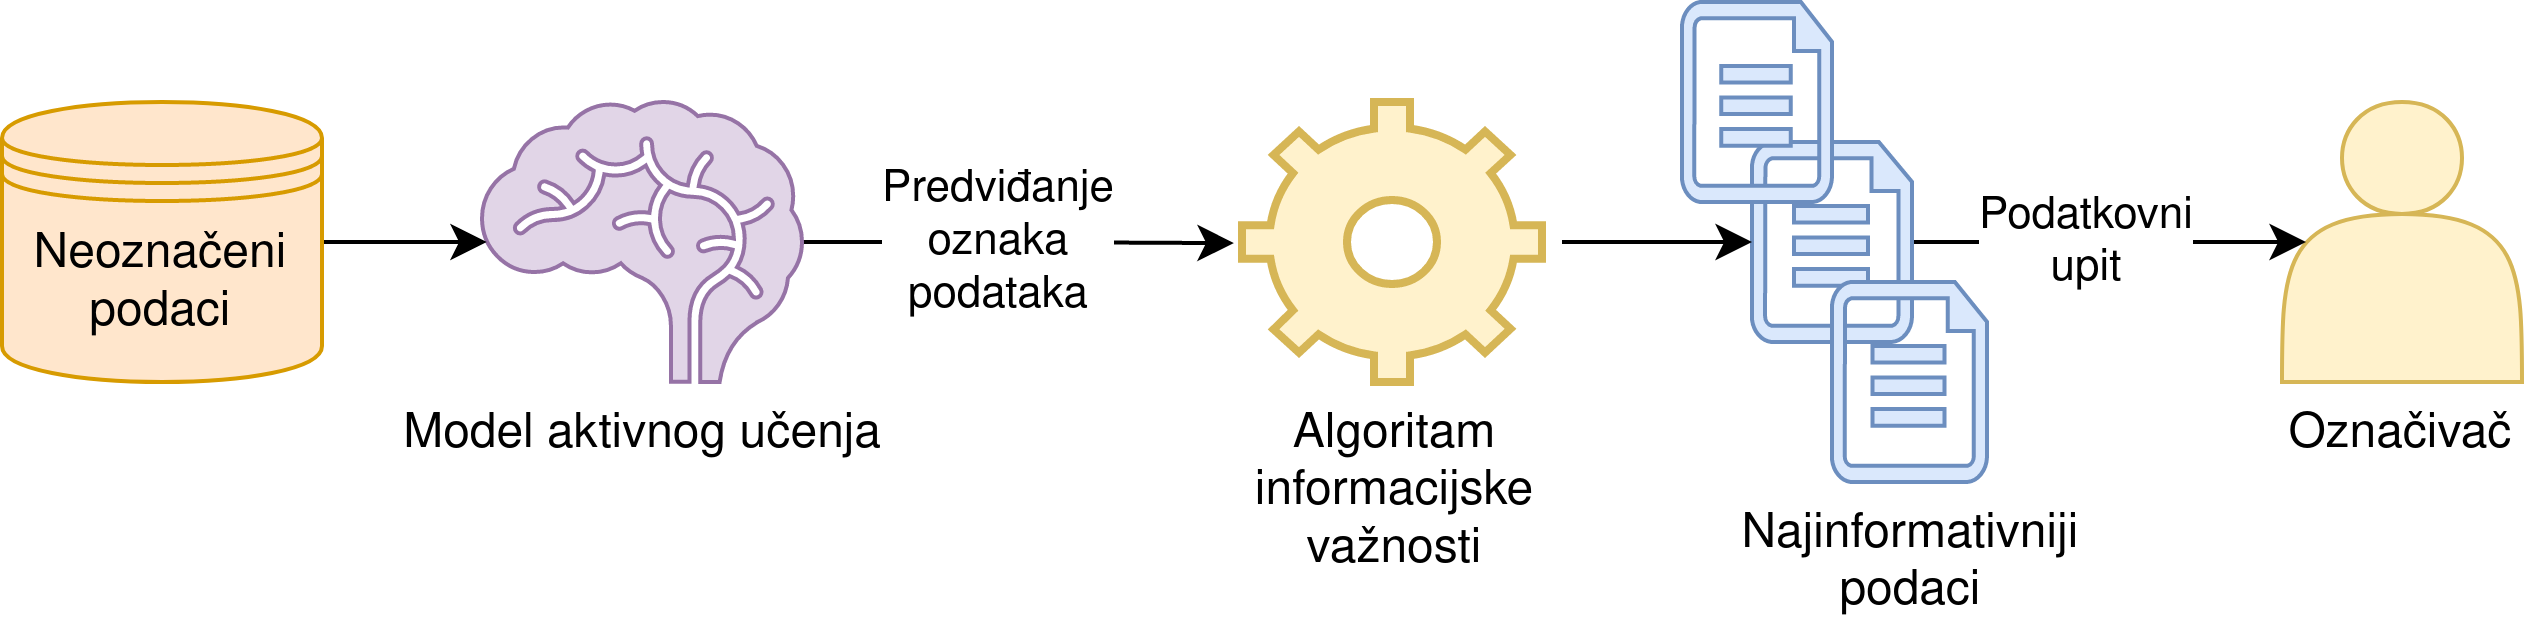 Neoznačeni
podaci
Model aktivnog učenja
Predviđanje
oznaka
podataka
Algoritam
informacijske
važnosti
Najinformativniji
podaci
Podatkovni
upit
Označivač